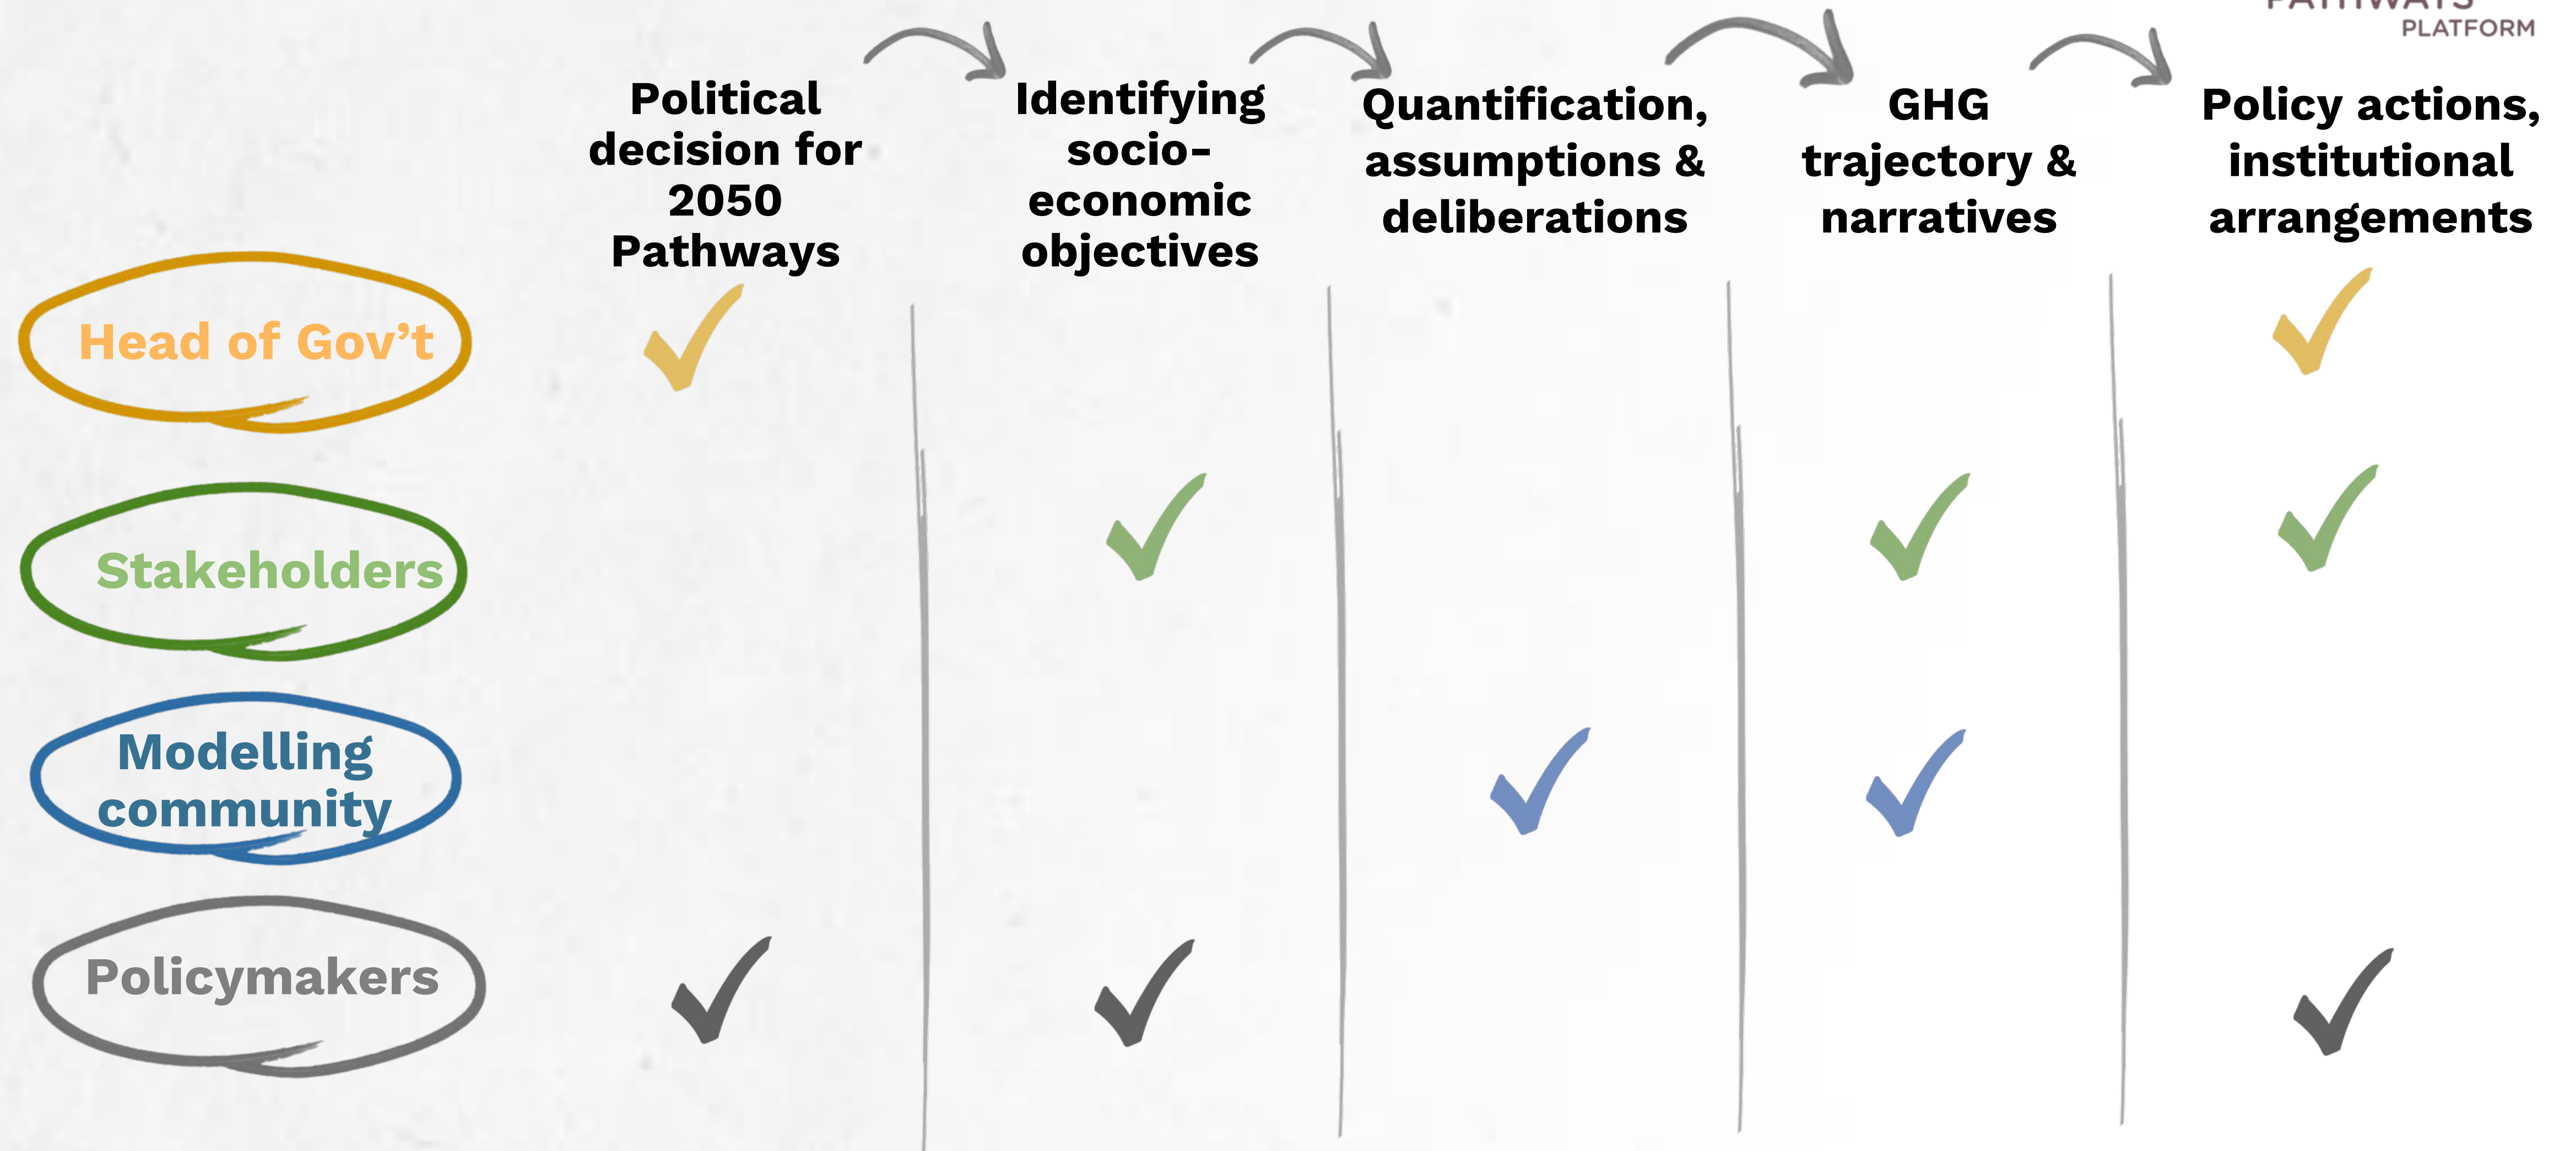 PATHWAYS
PLATFORM
Political
decision for
2050
Pathways
Identifying
socio-
economic
objectives
Quantification,
assumptions &
deliberations
GHG
trajectory &
narratives
Policy actions,
institutional
arrangements
Head of Gov’t
Stakeholders
Modelling
community
Policymakers